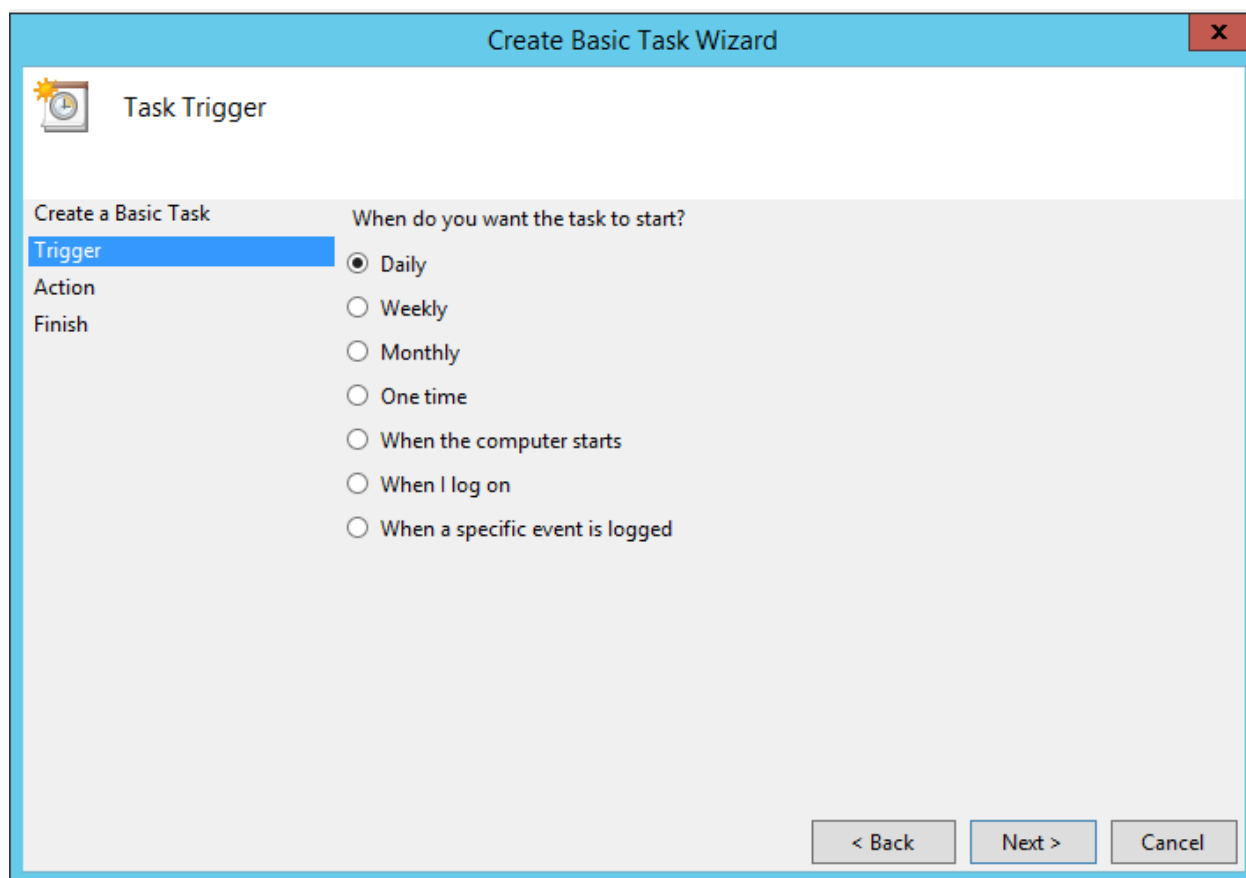 Create Basic Task Wizard
x
Task Trigger
Create a Basic Task
Trigger
Action
Finish
When do you want the task to start?
Daily
Weekly
Monthly
One time
When the computer starts
When I log on
When a specific event is logged
< Back
Next >
Cancel